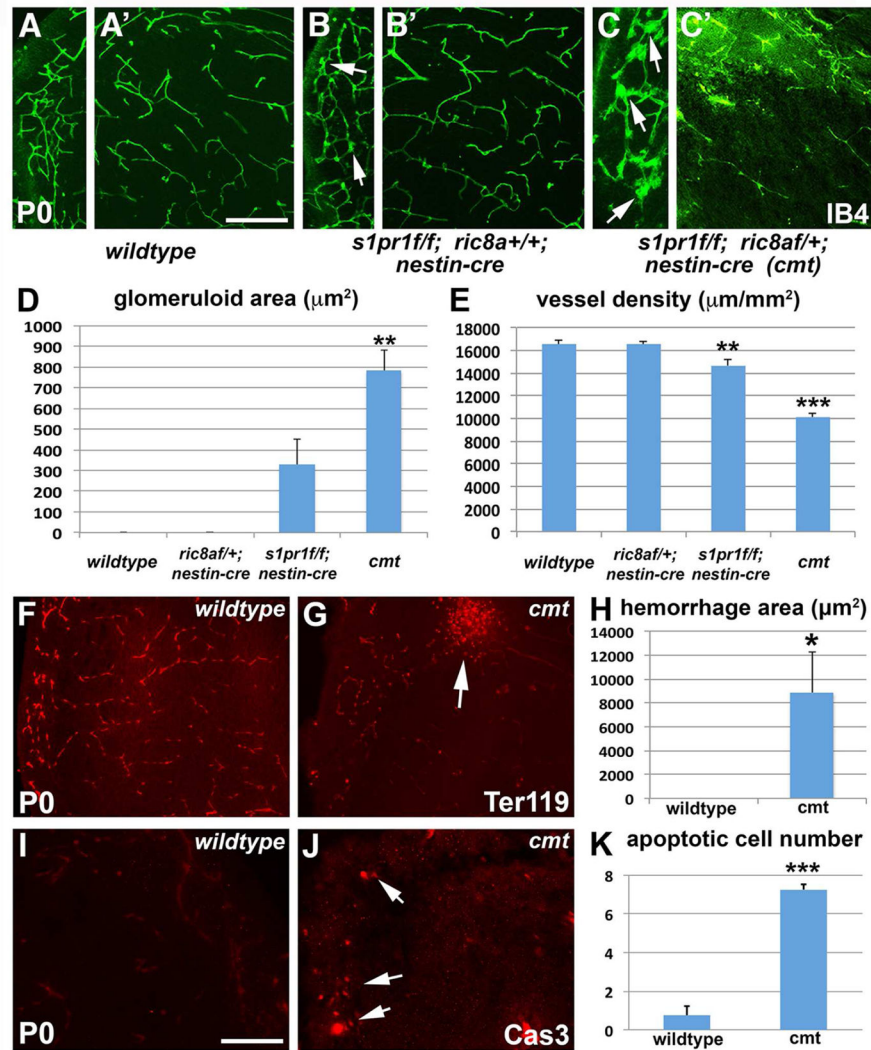 A
A'
B
B'
C
C'
P0
IB4
wildtype
s1pr1f/f; ric8a+/+;
nestin-cre
s1pr1f/f; ric8af/+;
nestin-cre (cmt)
D
glomeruloid area (μm²)
1000
900
800
700
600
500
400
300
200
100
0
**
wildtype
ric8af/+;
nestin-cre
s1pr1f/f;
nestin-cre
cmt
E
vessel density (μm/mm²)
18000
16000
14000
12000
10000
8000
6000
4000
2000
0
**
***
wildtype
ric8af/+;
nestin-cre
s1pr1f/f;
nestin-cre
cmt
F
wildtype
P0
G
cmt
Ter119
H hemorrhage area (μm²)
14000
12000
10000
8000
6000
4000
2000
0
*
wildtype
cmt
I
wildtype
P0
J
cmt
Cas3
K apoptotic cell number
8
6
4
2
0
***
wildtype
cmt